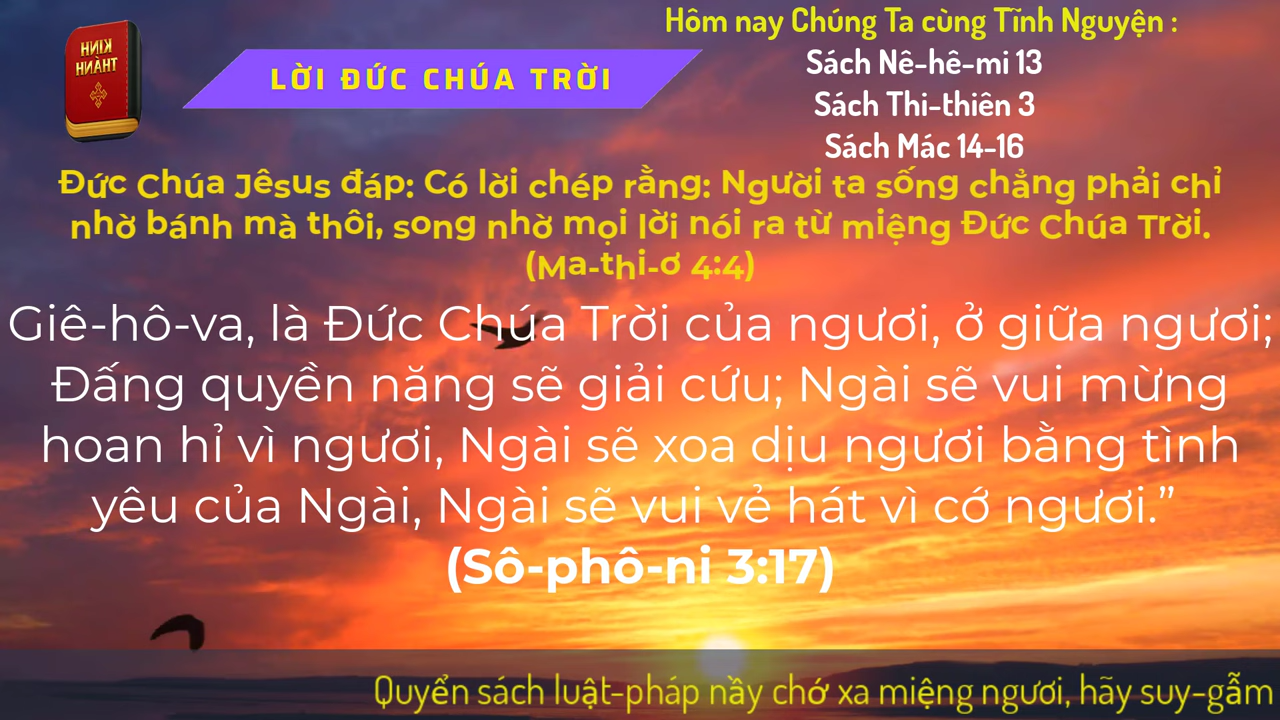 Hôm nay Chúng Ta cùng Tĩnh Nguyện :
Sách Nê-hê-mi 13
Sách Thi-thiên 3
Sách Mác 14-16
KINH
THÁNH
LỜI ĐỨC CHÚA TRỜI
Đức Chúa Jêsus đáp: Có lời chép rằng: Người ta sống chẳng phải chỉ
nhờ bánh mà thôi, song nhờ mọi lời nói ra từ miệng Đức Chúa Trời.
(Ma-thi-ơ 4:4)
Giê-hô-va, là Đức Chúa Trời của ngươi, ở giữa ngươi;
Đấng quyền năng sẽ giải cứu; Ngài sẽ vui mừng
hoan hỉ vì ngươi, Ngài sẽ xoa dịu ngươi bằng tình
yêu của Ngài, Ngài sẽ vui vẻ hát vì cớ ngươi.”
(Sô-phô-ni 3:17)
Quyển sách luật-pháp nầy chớ xa miệng ngươi, hãy suy-gẫm